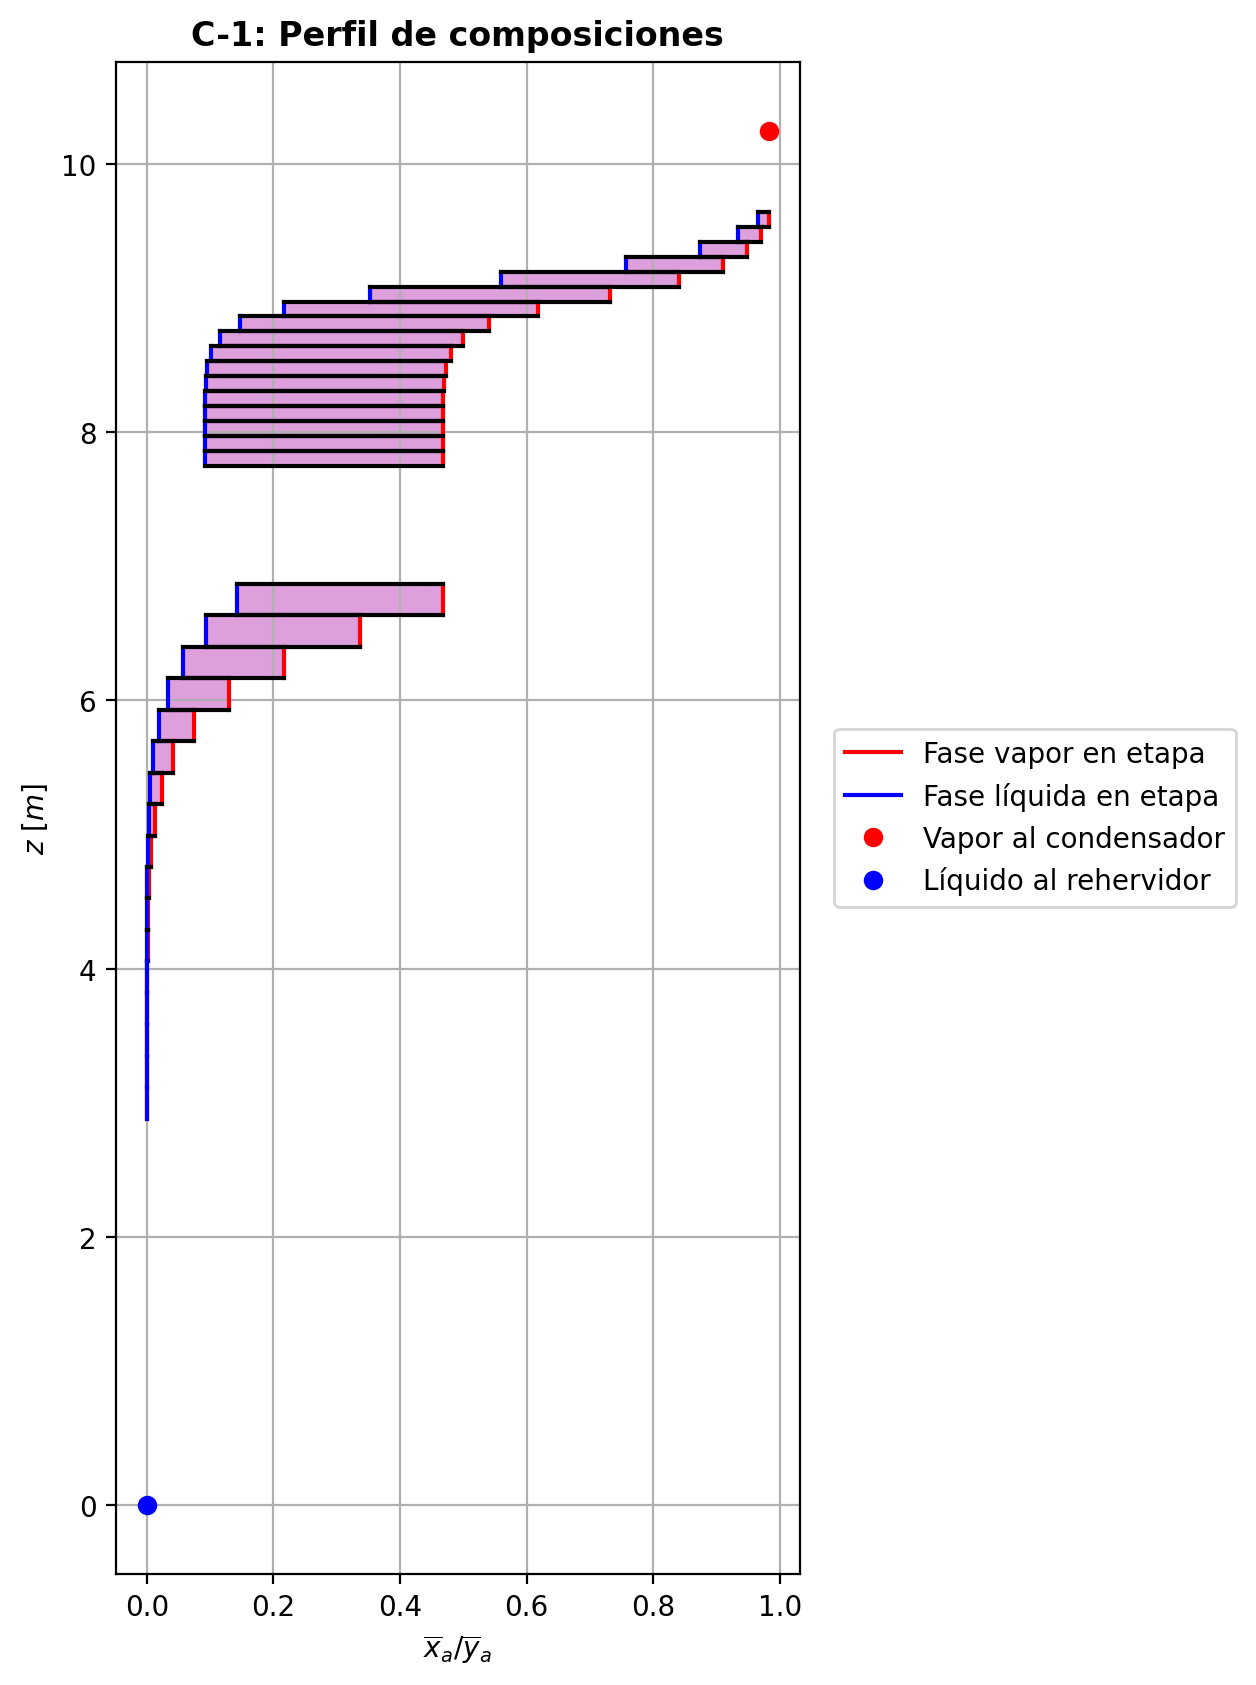 C-1: Perfil de composiciones
10
8
6
4
2
0
z [m]
0.0 0.2 0.4 0.6 0.8 1.0
x̅ₐ/y̅ₐ
Fase vapor en etapa
Fase líquida en etapa
Vapor al condensador
Líquido al rehervidor